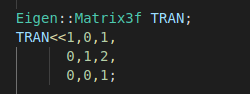 Eigen::Matrix3f TRAN;
TRAN<<1,0,1,
0,1,2,
0,0,1;